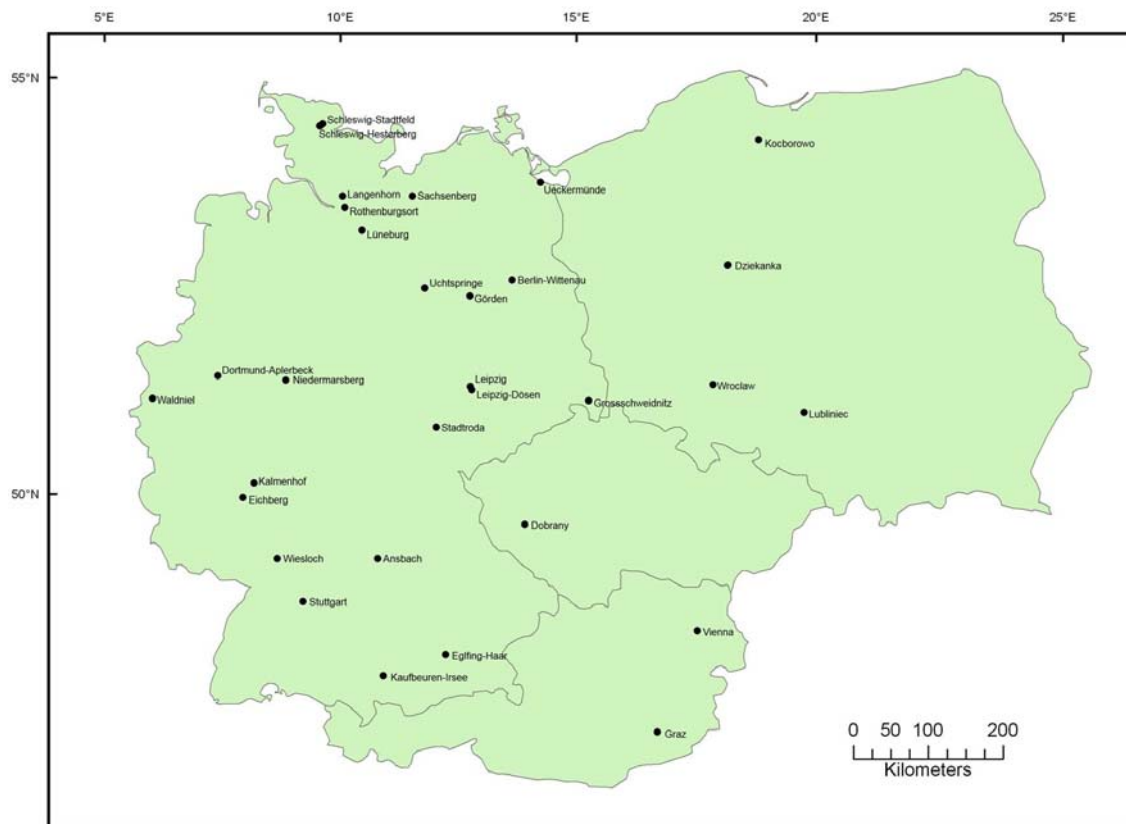 5°E 10°E 15°E 20°E 25°E
55°N
Schleswig-Stadtfeld
Schleswig-Hesterberg
Kocborowo
Ueckermünde
Langenhorn
Sachsenberg
Rothenburgsort
Lüneburg
Dziekanka
Berlin-Wittenau
Uchtspringe
Görden
Dortmund-Aplerbeck
Niedermarsberg
Leipzig
Leipzig-Dösen
Wroclaw
Waldniel
Grossschweidnitz
Lubliniec
Stadtroda
Kalmenhof
50°N
Eichberg
Dobrany
Wiesloch
Ansbach
Stuttgart
Vienna
Eglfing-Haar
Kaufbeuren-Irsee
Graz
0 50 100 200
Kilometers